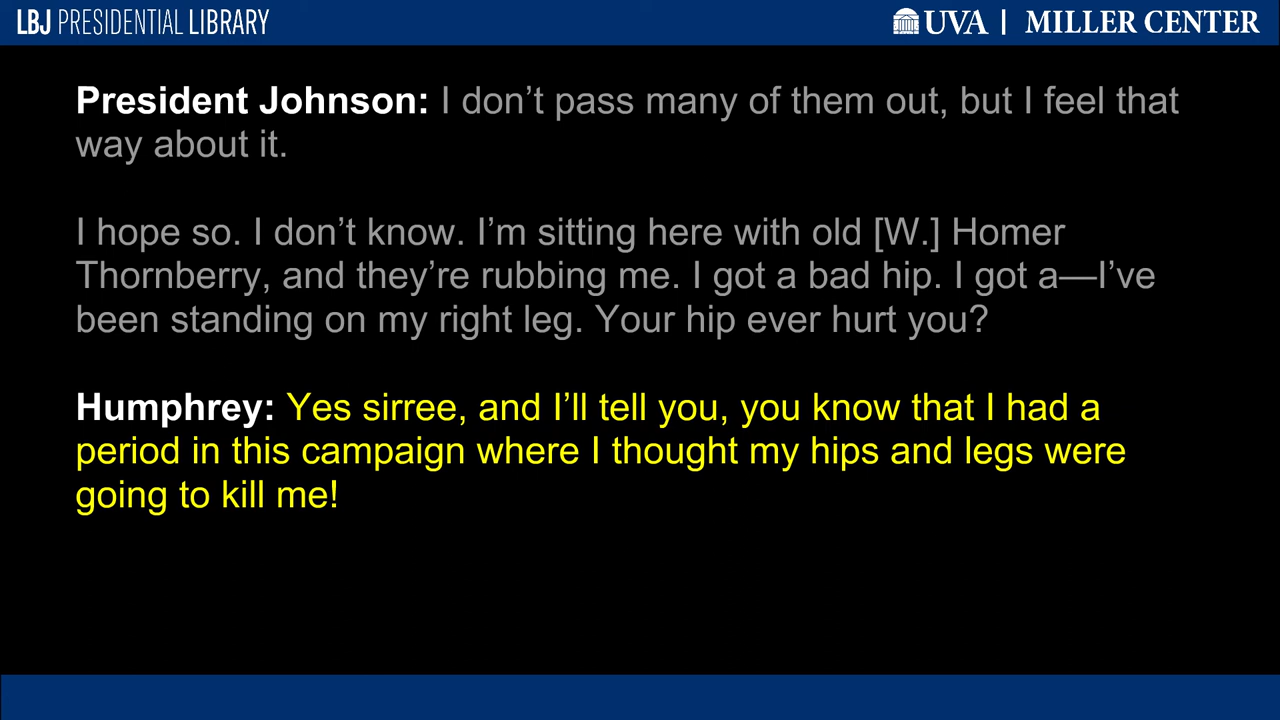 LBJ PRESIDENTIAL LIBRARY
UVA | MILLER CENTER
President Johnson: I don’t pass many of them out, but I feel that
way about it.
I hope so. I don’t know. I’m sitting here with old [W.] Homer
Thornberry, and they’re rubbing me. I got a bad hip. I got a—I’ve
been standing on my right leg. Your hip ever hurt you?
Humphrey: Yes sirree, and I’ll tell you, you know that I had a
period in this campaign where I thought my hips and legs were
going to kill me!